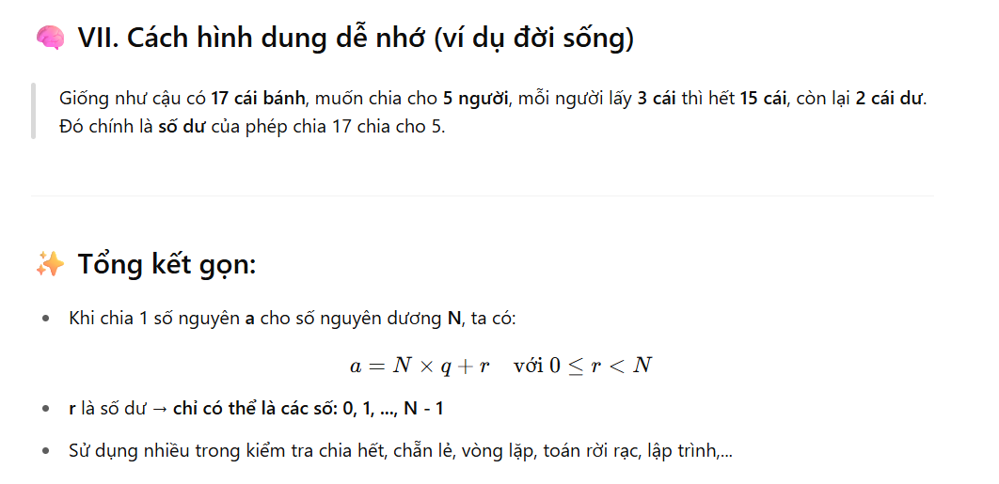 🧠 VII. Cách hình dung dễ nhớ (ví dụ đời sống)
Giống như cậu có 17 cái bánh, muốn chia cho 5 người, mỗi người lấy 3 cái thì hết 15 cái, còn lại 2 cái dư.
Đó chính là số dư của phép chia 17 chia cho 5.
✨ Tổng kết gọn:
• Khi chia 1 số nguyên a cho số nguyên dương N, ta có:
a = N × q + r với 0 ≤ r < N
• r là số dư → chỉ có thể là các số: 0, 1, ..., N - 1
• Sử dụng nhiều trong kiểm tra chia hết, chẵn lẻ, vòng lặp, toán rời rạc, lập trình,...